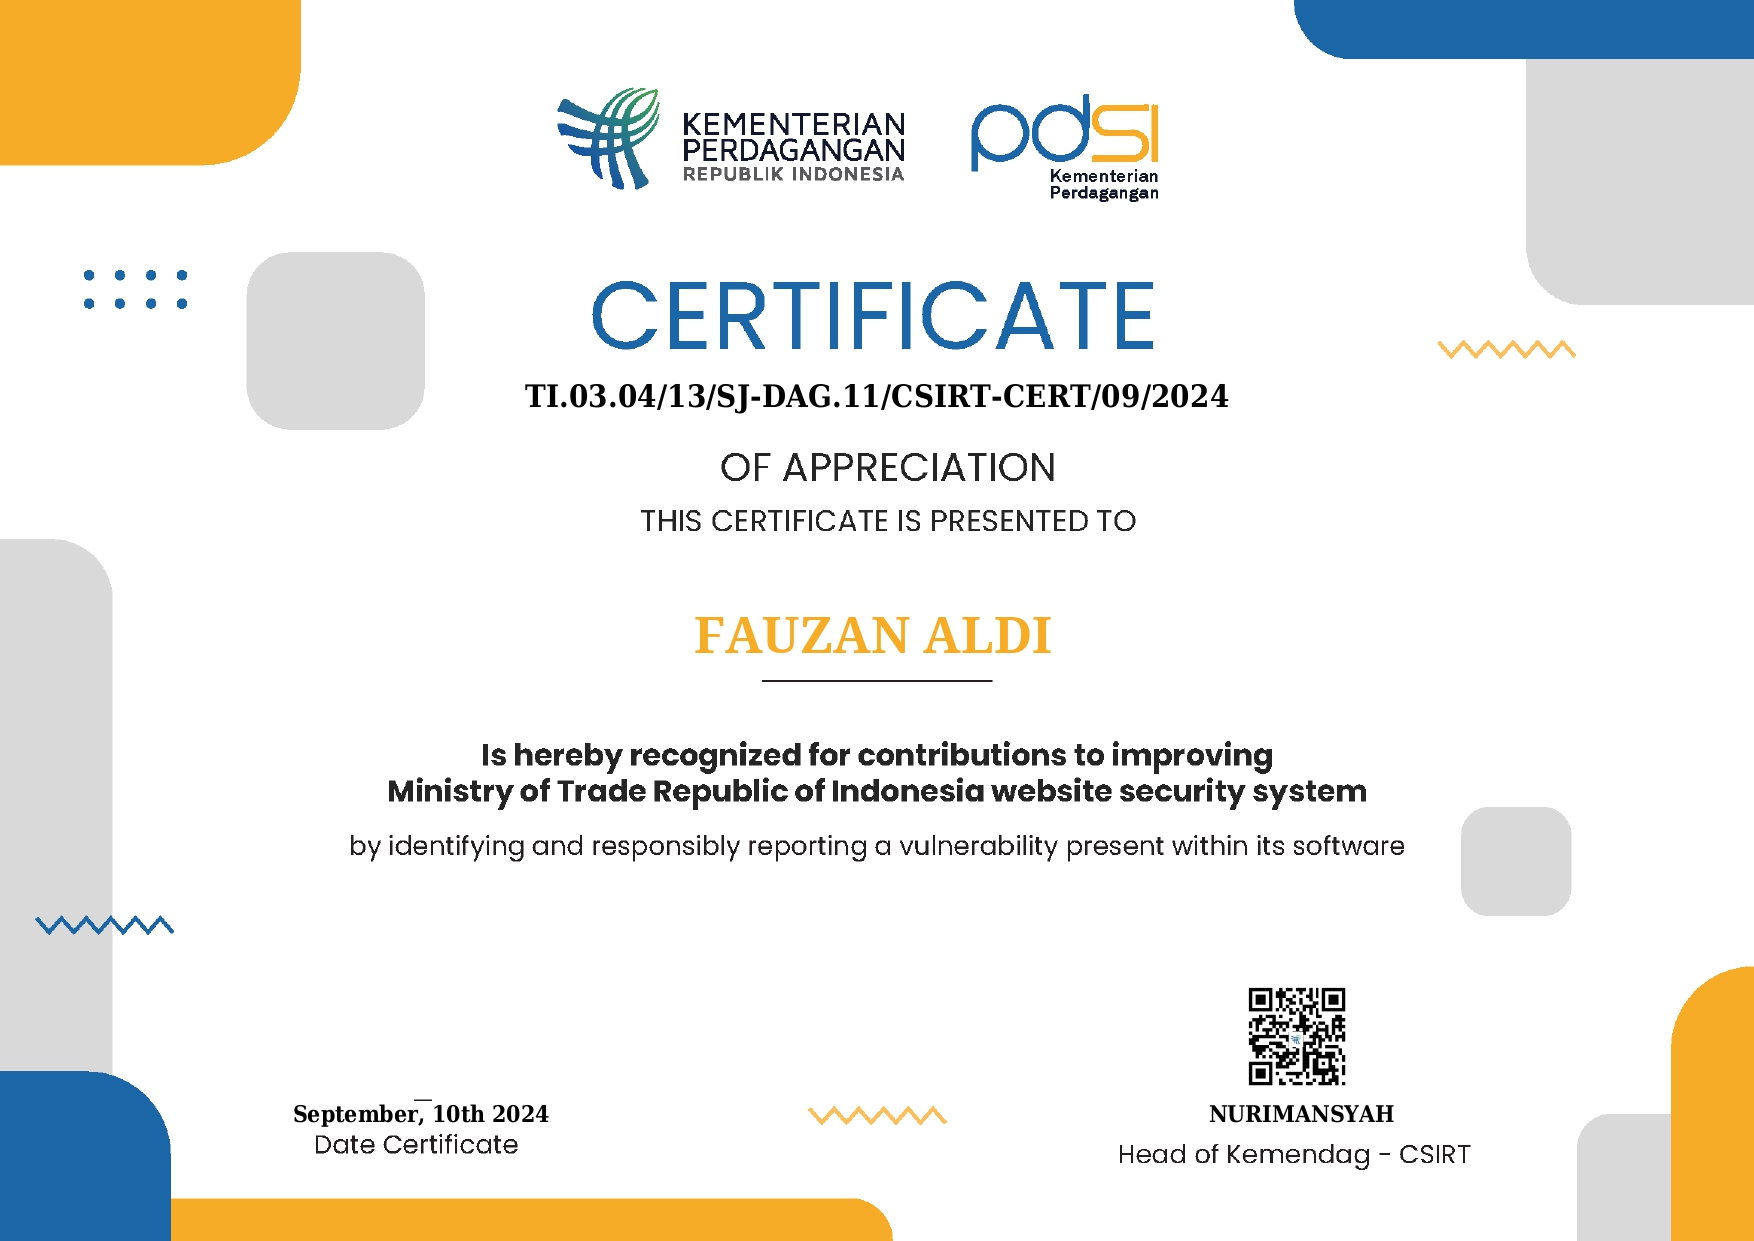 KEMENTERIAN
PERDAGANGAN
REPUBLIK INDONESIA
pdSI
Kementerian
Perdagangan
CERTIFICATE
TI.03.04/13/SJ-DAG.11/CSIRT-CERT/09/2024
OF APPRECIATION
THIS CERTIFICATE IS PRESENTED TO
FAUZAN ALDI
Is hereby recognized for contributions to improving
Ministry of Trade Republic of Indonesia website security system
by identifying and responsibly reporting a vulnerability present within its software
September, 10th 2024
Date Certificate
NURIMANSYAH
Head of Kemendag - CSIRT